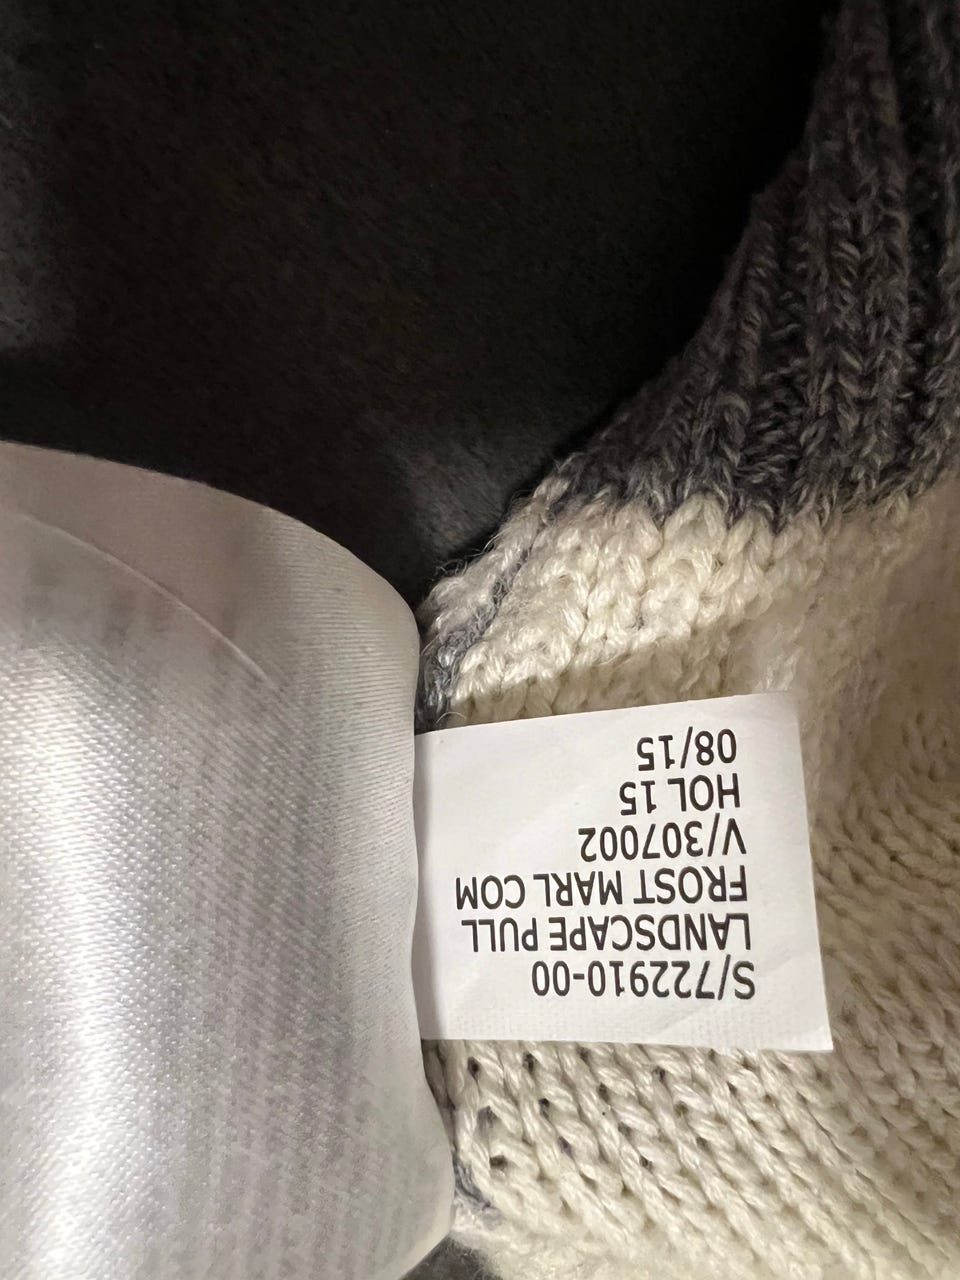 S/722910-00
LANDSCAPE PULL
FROST MARL COM
V/307002
HOL 15
08/15